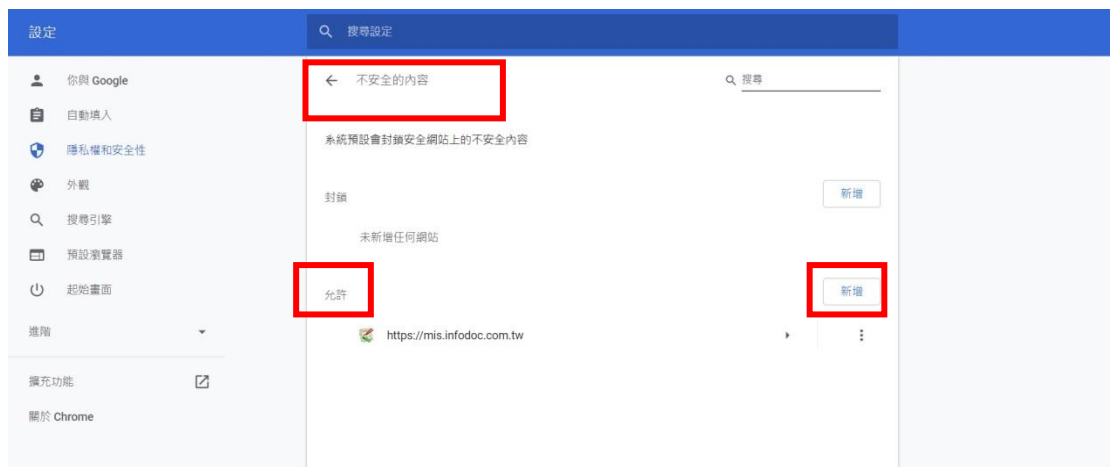 設定
搜尋設定
你與 Google
自動填入
隱私權和安全性
外觀
搜尋引擎
預設瀏覽器
起始畫面
進階
擴充功能
關於 Chrome
不安全的內容
搜尋
系統預設會封鎖安全網站上的不安全內容
封鎖
新增
未新增任何網站
允許
新增
https://mis.infodoc.com.tw